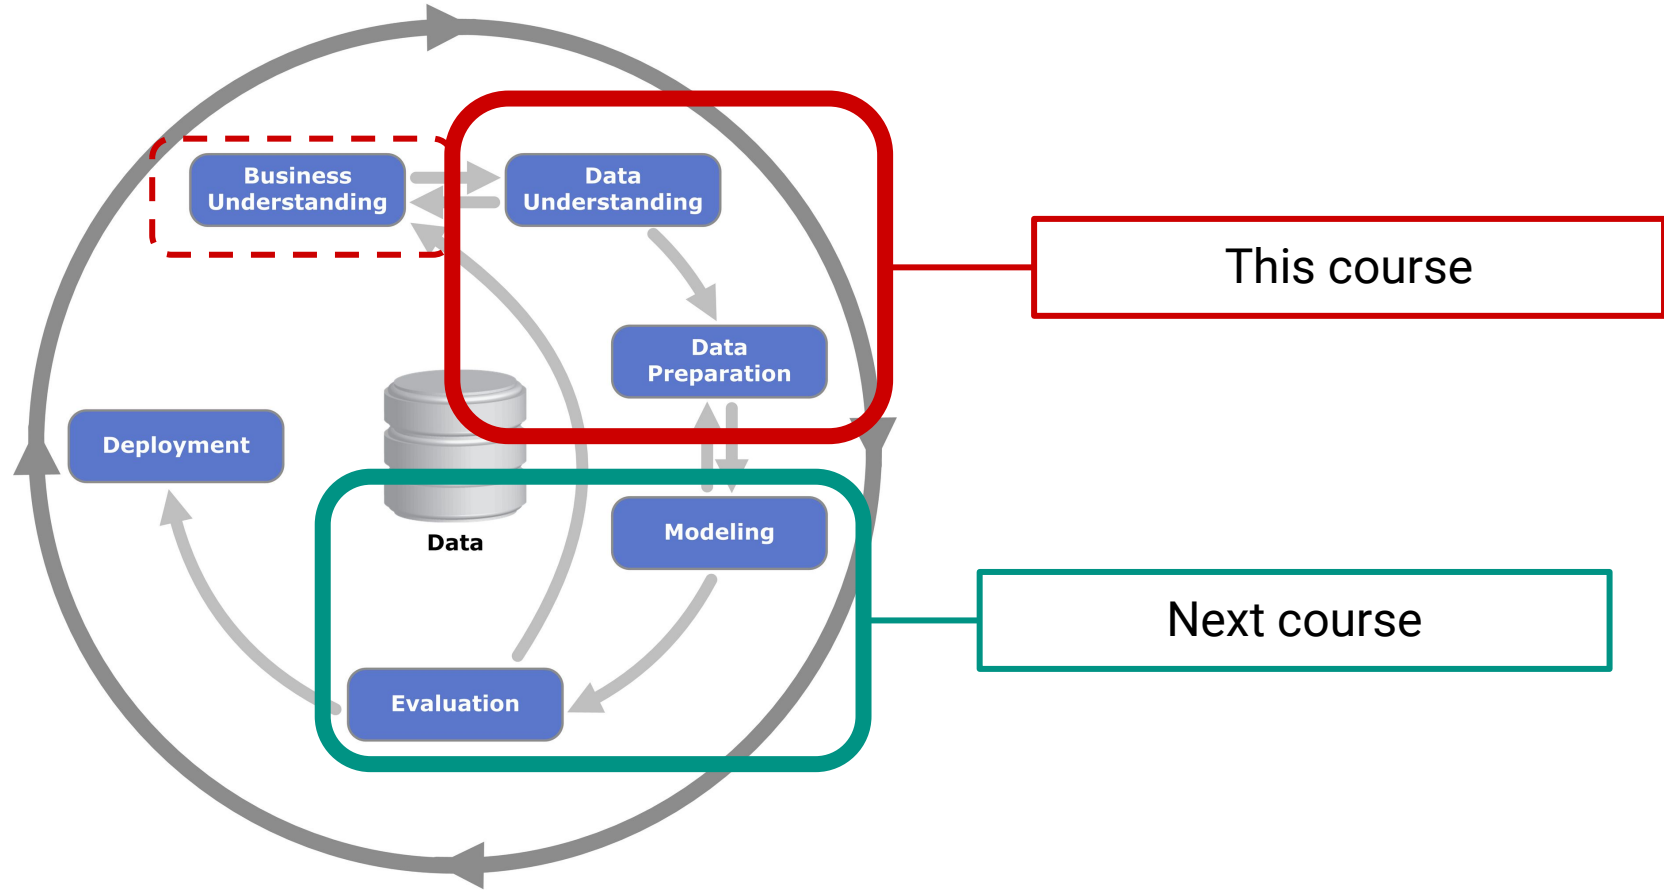 Business
Understanding
Data
Understanding
This course
Data
Preparation
Deployment
Data
Modeling
Next course
Evaluation